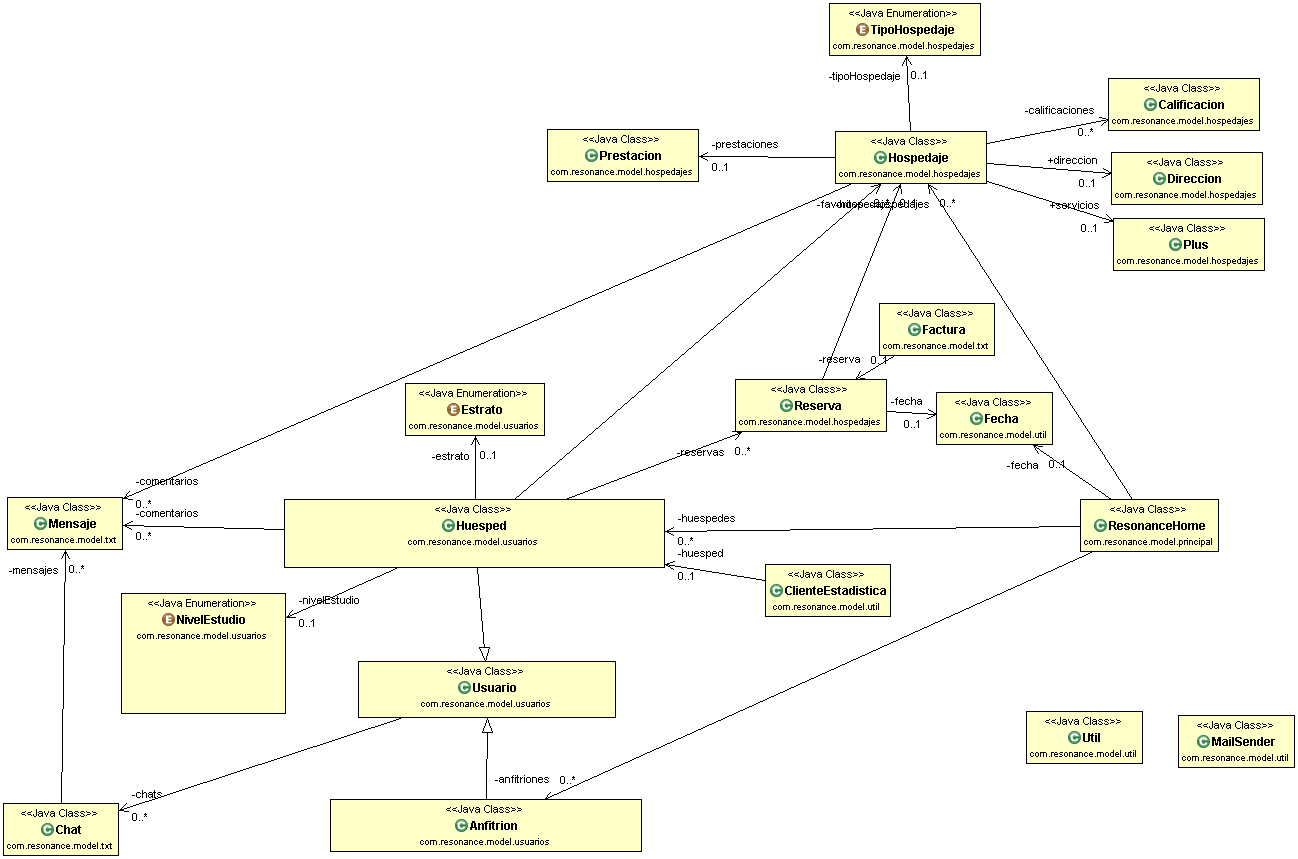 <<Java Enumeration>>
TipoHospedaje
com.resonance.model.hospedajes
-tipoHospedaje
0..1
<<Java Class>>
Calificacion
com.resonance.model.hospedajes
-calificaciones
0..*
<<Java Class>>
Prestacion
com.resonance.model.hospedajes
-prestaciones
0..1
<<Java Class>>
Hospedaje
com.resonance.model.hospedajes
+direccion
0..1
<<Java Class>>
Direccion
com.resonance.model.hospedajes
+servicios
0..1
<<Java Class>>
Plus
com.resonance.model.hospedajes
0..*
<<Java Class>>
Factura
com.resonance.model.txt
-reserva
0..1
<<Java Class>>
Reserva
com.resonance.model.hospedajes
-fecha
0..1
<<Java Class>>
Fecha
com.resonance.model.util
-fecha
0..1
<<Java Enumeration>>
Estrato
com.resonance.model.usuarios
-estrato
0..1
-reservas
0..*
-comentarios
0..*
<<Java Class>>
Mensaje
com.resonance.model.txt
-comentarios
0..*
<<Java Class>>
Huesped
com.resonance.model.usuarios
-huespedes
0..*
<<Java Class>>
ResonanceHome
com.resonance.model.principal
-huesped
0..1
<<Java Class>>
ClienteEstadistica
com.resonance.model.util
-mensajes
0..*
<<Java Enumeration>>
NivelEstudio
com.resonance.model.usuarios
-nivelEstudio
0..1
<<Java Class>>
Usuario
com.resonance.model.usuarios
<<Java Class>>
Util
com.resonance.model.util
<<Java Class>>
MailSender
com.resonance.model.util
-chats
0..*
-anfitriones
0..*
<<Java Class>>
Chat
com.resonance.model.txt
<<Java Class>>
Anfitrion
com.resonance.model.usuarios